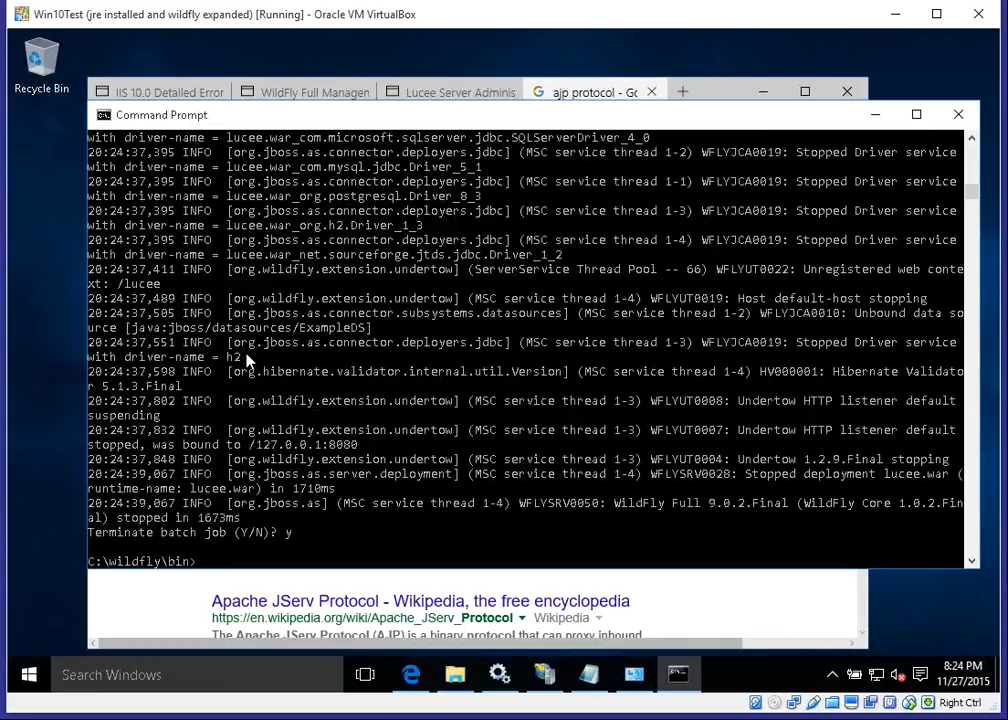 Win10Test (jre installed and wildfly expanded) [Running] - Oracle VM VirtualBox
Recycle Bin
IIS 10.0 Detailed Error
WildFly Full Managen
Lucee Server Adminis
ajp protocol - Go
Command Prompt
with driver-name = lucee.war_com.microsoft.sqlserver.jdbc.SQLServerDriver_4_0
20:24:37,395 INFO  [org.jboss.as.connector.deployers.jdbc] (MSC service thread 1-2) WFLYJCA0019: Stopped Driver service
with driver-name = lucee.war_com.mysql.jdbc.Driver_5_1
20:24:37,395 INFO  [org.jboss.as.connector.deployers.jdbc] (MSC service thread 1-1) WFLYJCA0019: Stopped Driver service
with driver-name = lucee.war_org.postgresql.Driver_8_3
20:24:37,395 INFO  [org.jboss.as.connector.deployers.jdbc] (MSC service thread 1-3) WFLYJCA0019: Stopped Driver service
with driver-name = lucee.war_org.h2.Driver_1_3
20:24:37,395 INFO  [org.jboss.as.connector.deployers.jdbc] (MSC service thread 1-4) WFLYJCA0019: Stopped Driver service
with driver-name = lucee.war_net.sourceforge.jtds.jdbc.Driver_1_2
20:24:37,411 INFO  [org.wildfly.extension.undertow] (ServerService Thread Pool -- 66) WFLYUT0022: Unregistered web conte
xt: /lucee
20:24:37,489 INFO  [org.wildfly.extension.undertow] (MSC service thread 1-4) WFLYUT0019: Host default-host stopping
20:24:37,505 INFO  [org.jboss.as.connector.subsystems.datasources] (MSC service thread 1-2) WFLYJCA0010: Unbound data so
urce [java:jboss/datasources/ExampleDS]
20:24:37,551 INFO  [org.jboss.as.connector.deployers.jdbc] (MSC service thread 1-3) WFLYJCA0019: Stopped Driver service
with driver-name = h2
20:24:37,598 INFO  [org.hibernate.validator.internal.util.Version] (MSC service thread 1-4) HV000001: Hibernate Validato
r 5.1.3.Final
20:24:37,802 INFO  [org.wildfly.extension.undertow] (MSC service thread 1-3) WFLYUT0008: Undertow HTTP listener default
suspending
20:24:37,832 INFO  [org.wildfly.extension.undertow] (MSC service thread 1-3) WFLYUT0007: Undertow HTTP listener default
stopped, was bound to /127.0.0.1:8080
20:24:37,848 INFO  [org.wildfly.extension.undertow] (MSC service thread 1-3) WFLYUT0004: Undertow 1.2.9.Final stopping
20:24:39,067 INFO  [org.jboss.as.server.deployment] (MSC service thread 1-4) WFLYSRV0028: Stopped deployment lucee.war (
runtime-name: lucee.war) in 1710ms
20:24:39,067 INFO  [org.jboss.as] (MSC service thread 1-4) WFLYSRV0050: WildFly Full 9.0.2.Final (WildFly Core 1.0.2.Fin
al) stopped in 1673ms
Terminate batch job (Y/N)? y
C:\wildfly\bin>
Apache JServ Protocol - Wikipedia, the free encyclopedia
https://en.wikipedia.org/wiki/Apache_JServ_Protocol Wikipedia
The Apache JServ Protocol (AJP) is a binary protocol that can proxy inbound
Search Windows
8:24 PM
11/27/2015
Right Ctrl